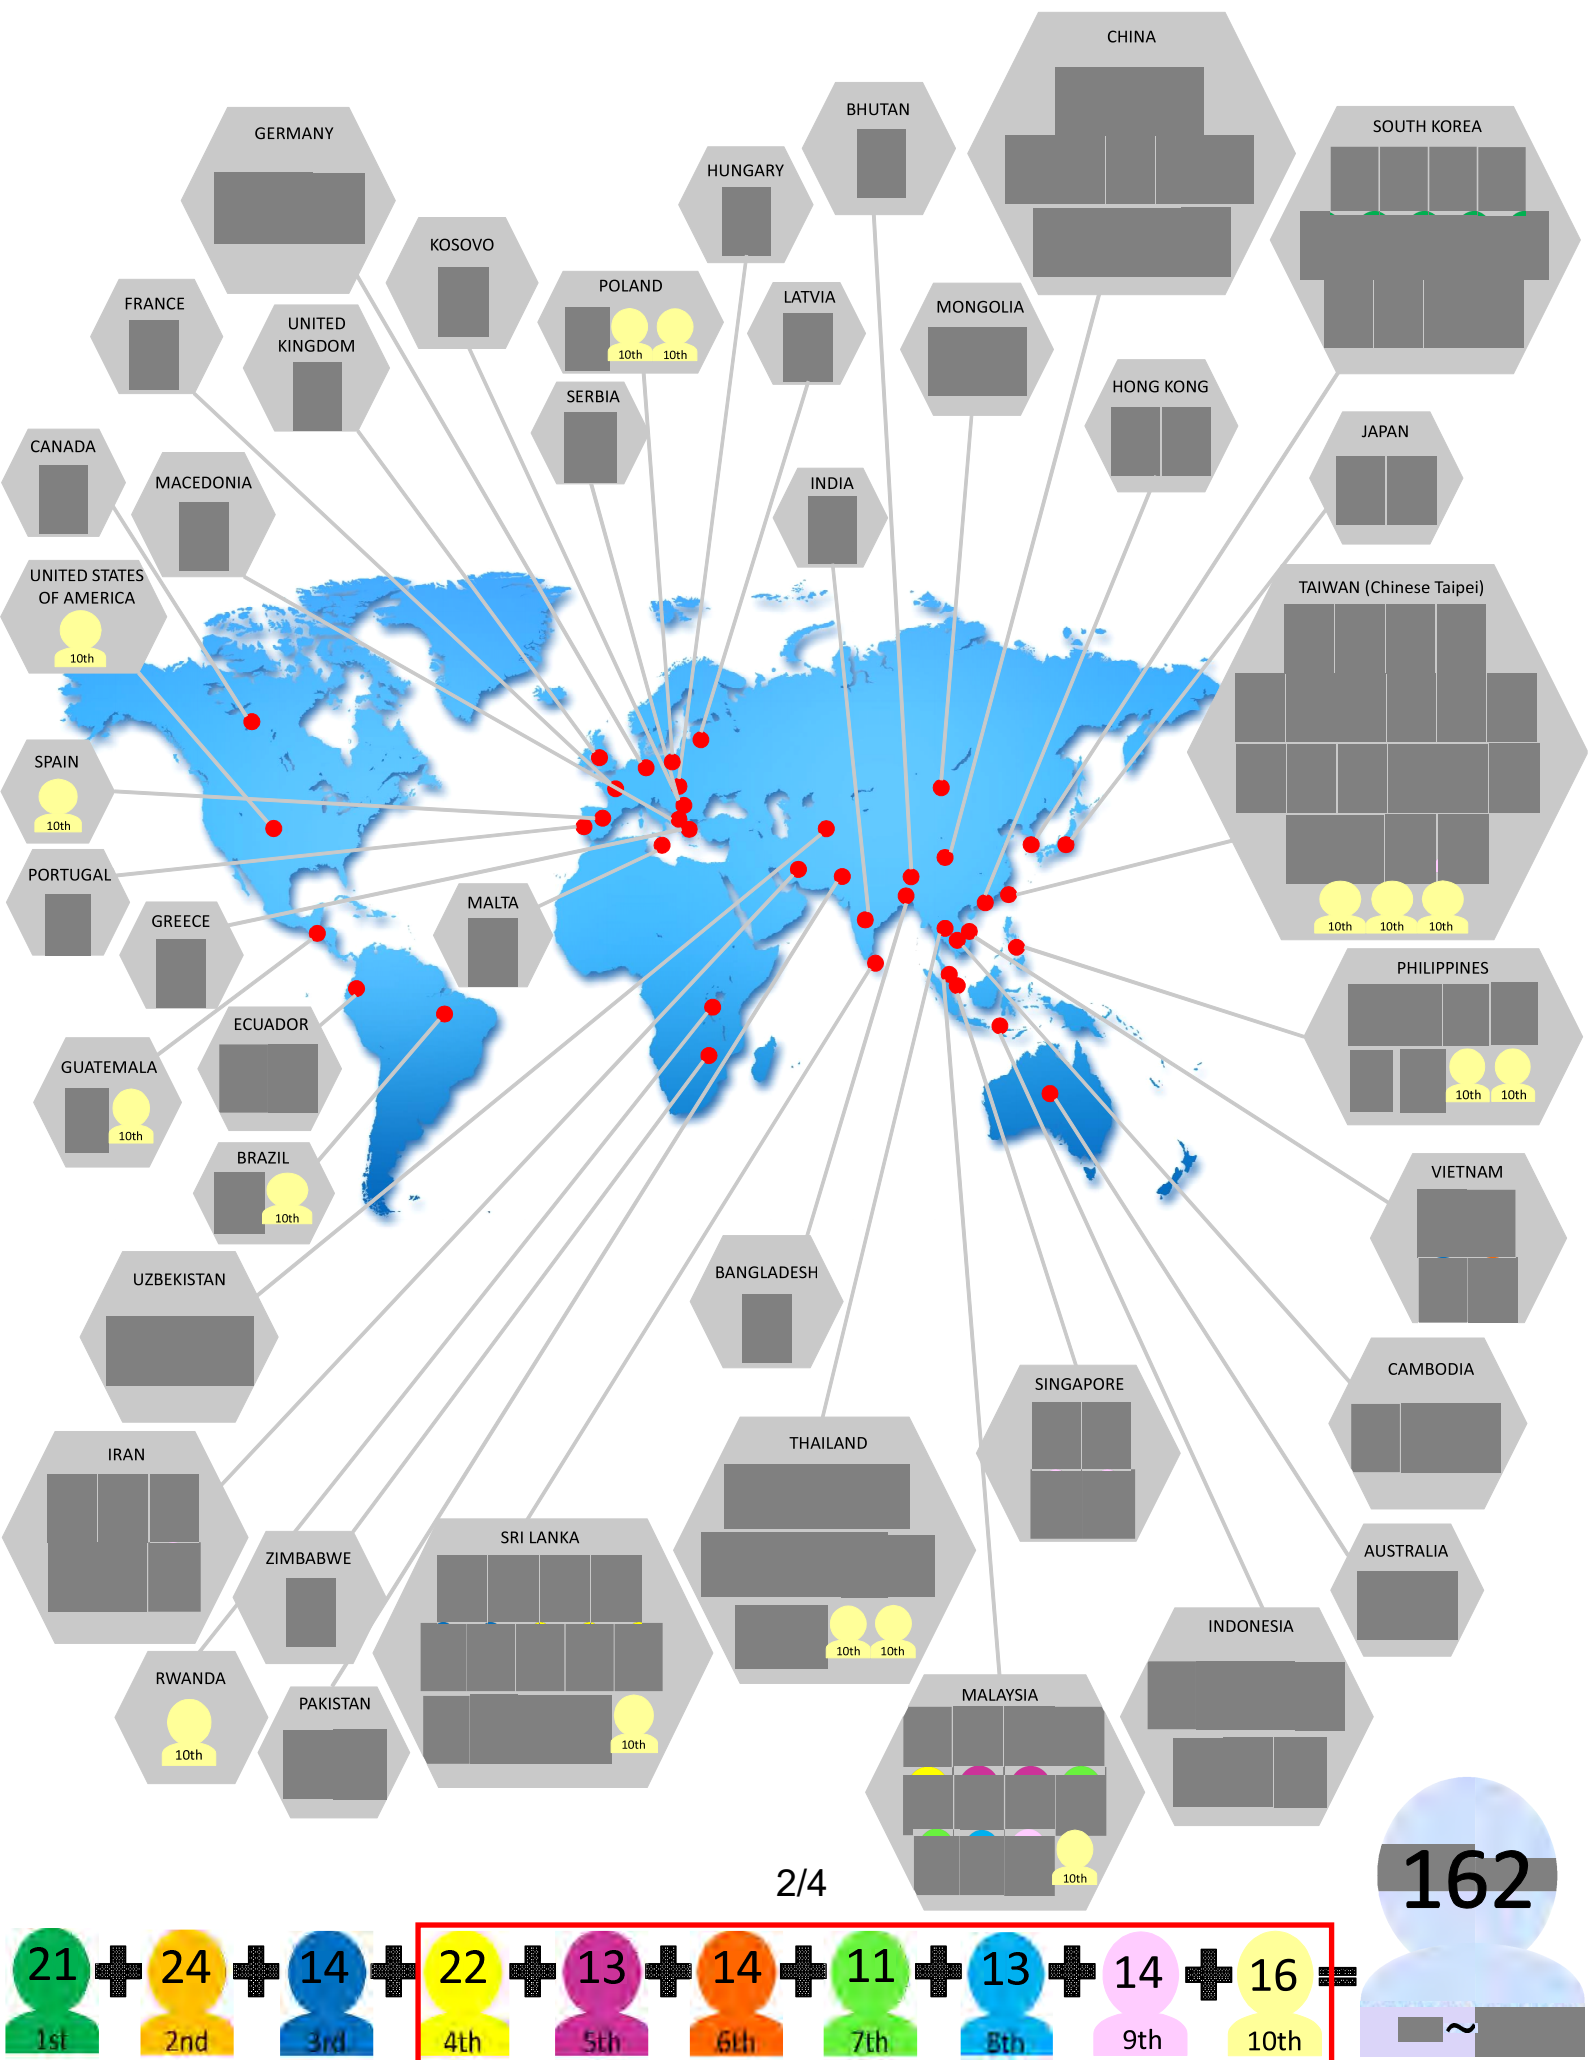 CHINA
BHUTAN
SOUTH KOREA
GERMANY
HUNGARY
KOSOVO
POLAND
10th 10th
LATVIA
MONGOLIA
FRANCE
UNITED
KINGDOM
SERBIA
HONG KONG
JAPAN
CANADA
MACEDONIA
INDIA
UNITED STATES
OF AMERICA
10th
TAIWAN (Chinese Taipei)
10th 10th 10th
SPAIN
10th
PORTUGAL
GREECE
MALTA
PHILIPPINES
10th 10th
ECUADOR
GUATEMALA
10th
BRAZIL
10th
VIETNAM
UZBEKISTAN
BANGLADESH
CAMBODIA
SINGAPORE
IRAN
THAILAND
10th 10th
ZIMBABWE
SRI LANKA
10th
AUSTRALIA
INDONESIA
RWANDA
10th
PAKISTAN
MALAYSIA
10th
2/4
162
21 24 14 22 13 14 11 13 14 16 =
1st 2nd 3rd 4th 5th 6th 7th 8th 9th 10th
~